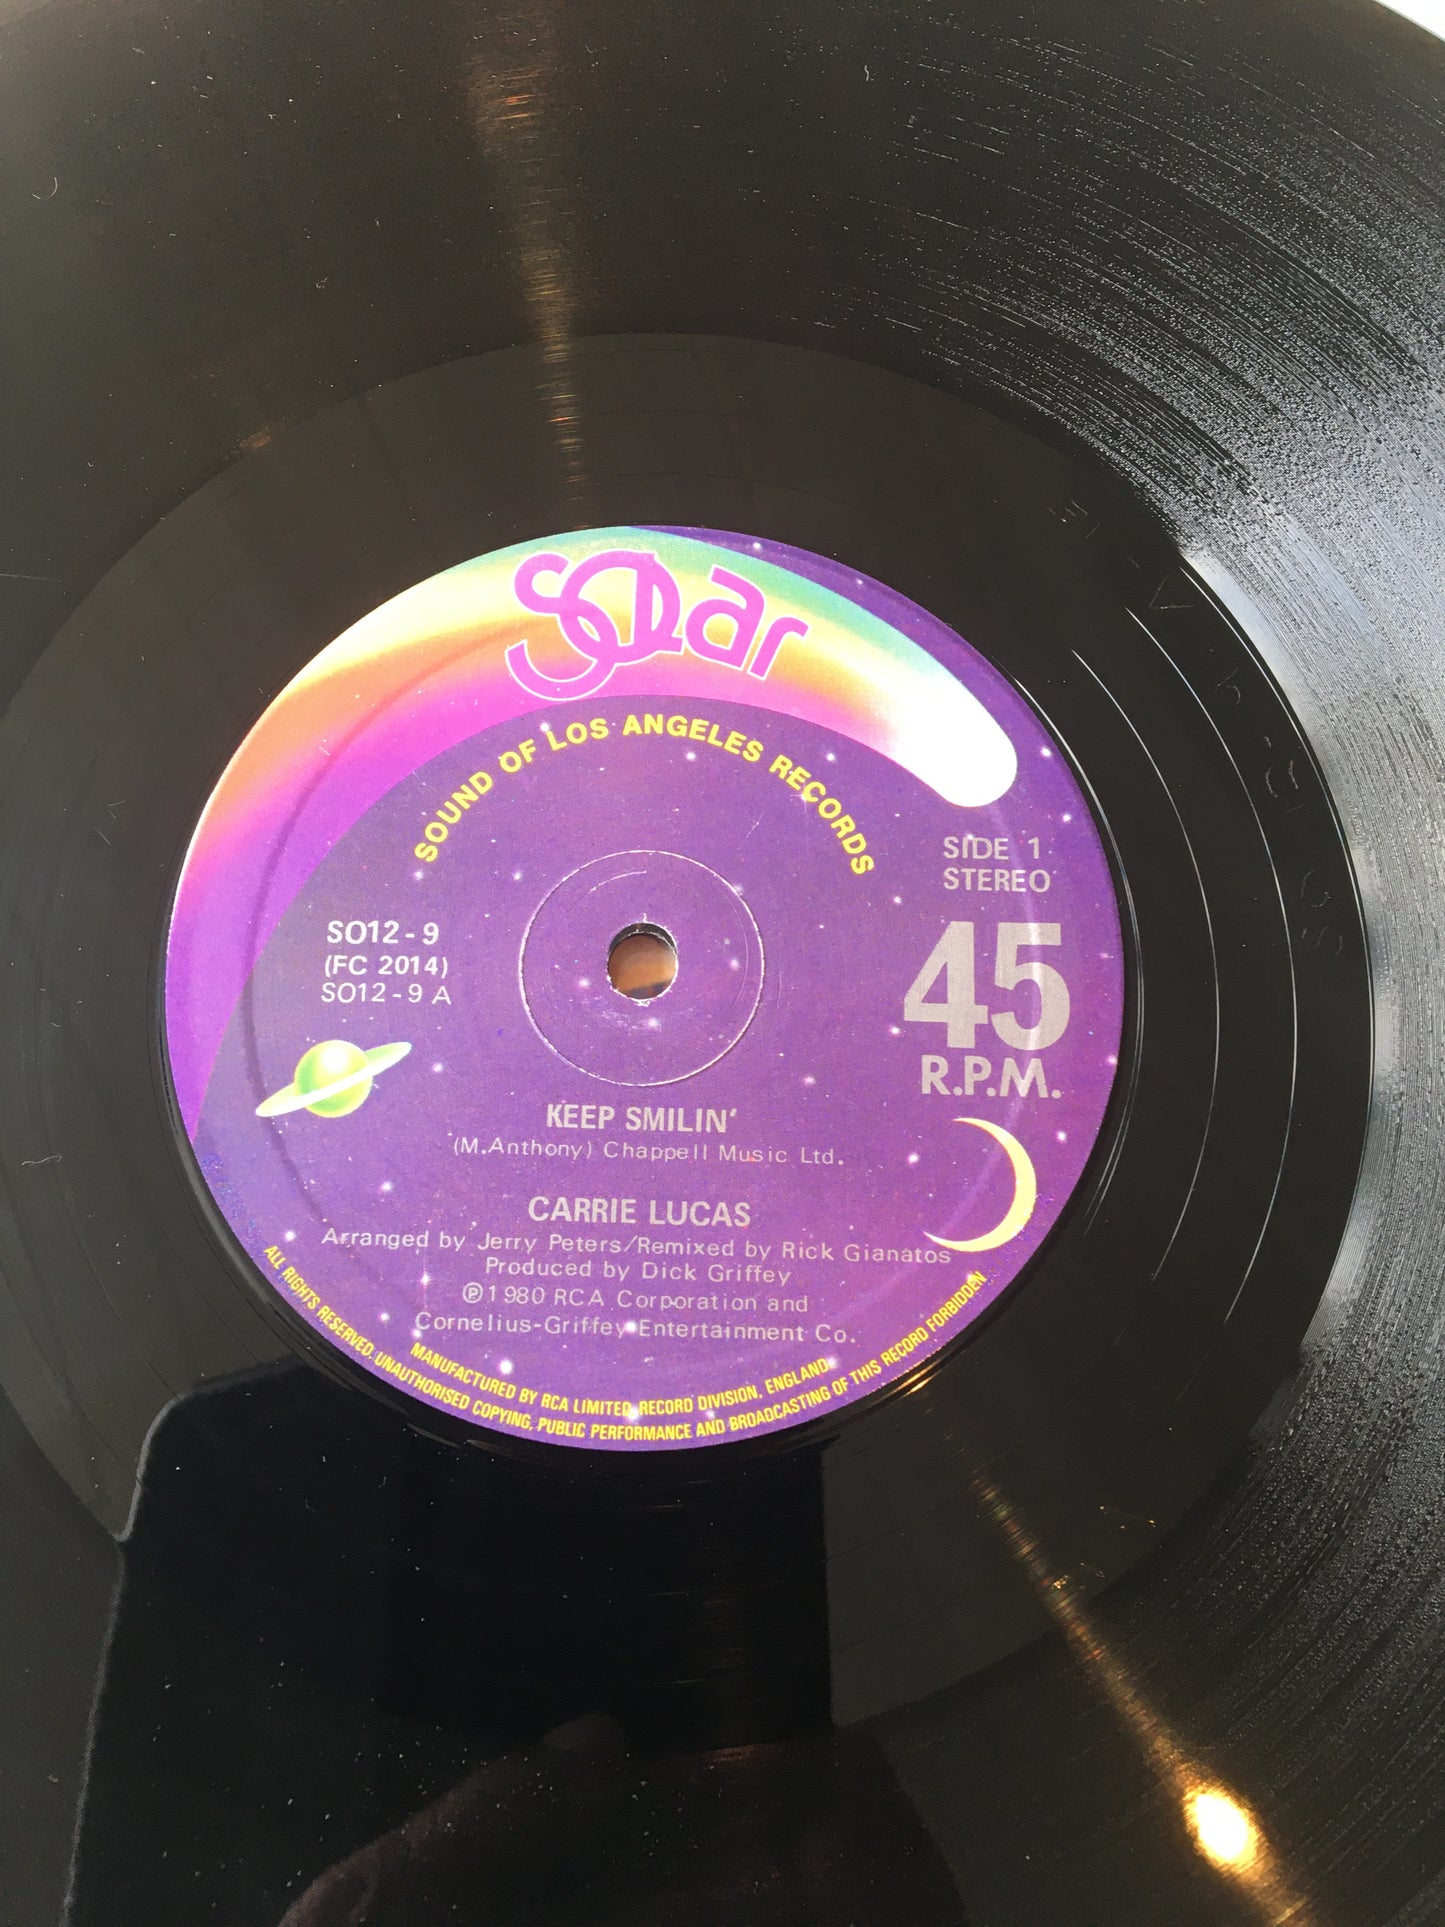 Solar
SOUND OF LOS ANGELES RECORDS
SIDE 1
STEREO
45
R.P.M.
SO12-9
(FC 2014)
SO12-9 A
KEEP SMILIN'
(M.Anthony) Chappell Music Ltd.
CARRIE LUCAS
Arranged by Jerry Peters/Remixed by Rick Gianatos
Produced by Dick Griffey
℗1980 RCA Corporation and
Cornelius-Griffey Entertainment Co.
MANUFACTURED BY RCA LIMITED, RECORD DIVISION, ENGLAND
ALL RIGHTS RESERVED. UNAUTHORISED COPYING, PUBLIC PERFORMANCE AND BROADCASTING OF THIS RECORD FORBIDDEN